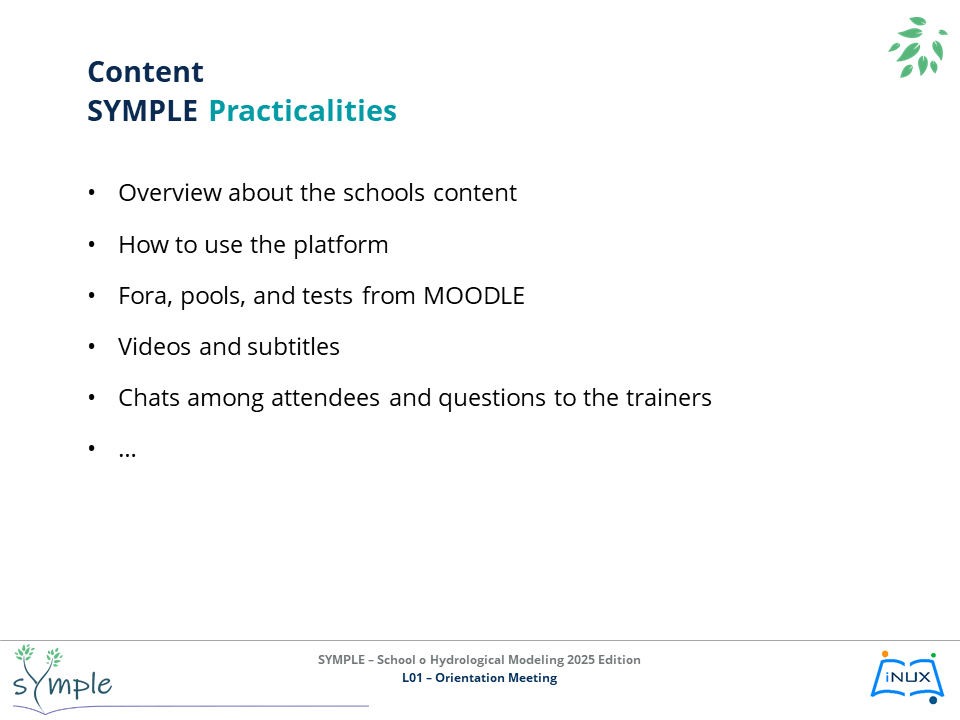 Content
SYMPLE Practicalities
• Overview about the schools content
• How to use the platform
• Fora, pools, and tests from MOODLE
• Videos and subtitles
• Chats among attendees and questions to the trainers
• …
sYmple
SYMPLE – School o Hydrological Modeling 2025 Edition
L01 – Orientation Meeting
iNUX